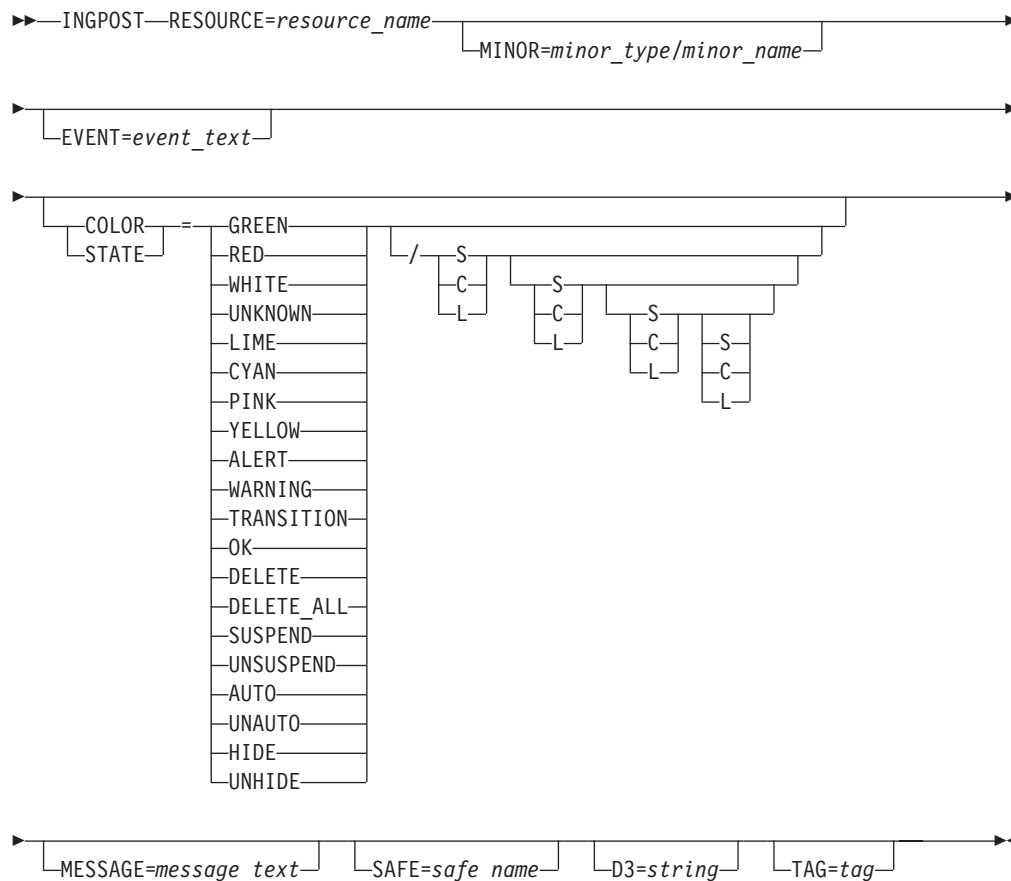 INGPOST RESOURCE=resource_name
MINOR=minor_type/minor_name
EVENT=event_text
COLOR = GREEN / S S S S
STATE RED C C C C
WHITE L L L L
UNKNOWN
LIME
CYAN
PINK
YELLOW
ALERT
WARNING
TRANSITION
OK
DELETE
DELETE_ALL
SUSPEND
UNSUSPEND
AUTO
UNAUTO
HIDE
UNHIDE
MESSAGE=message text SAFE=safe name D3=string TAG=tag